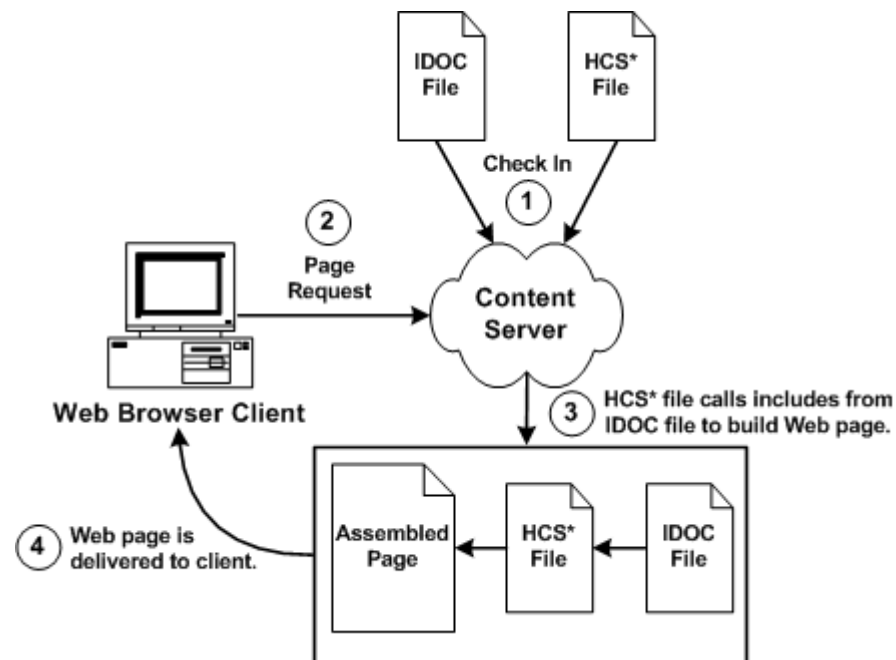 IDOC
File
HCS*
File
Check In
1
2
Page
Request
Content
Server
Web Browser Client
3
HCS* file calls includes from
IDOC file to build Web page.
4
Web page is
delivered to client.
Assembled
Page
HCS*
File
IDOC
File